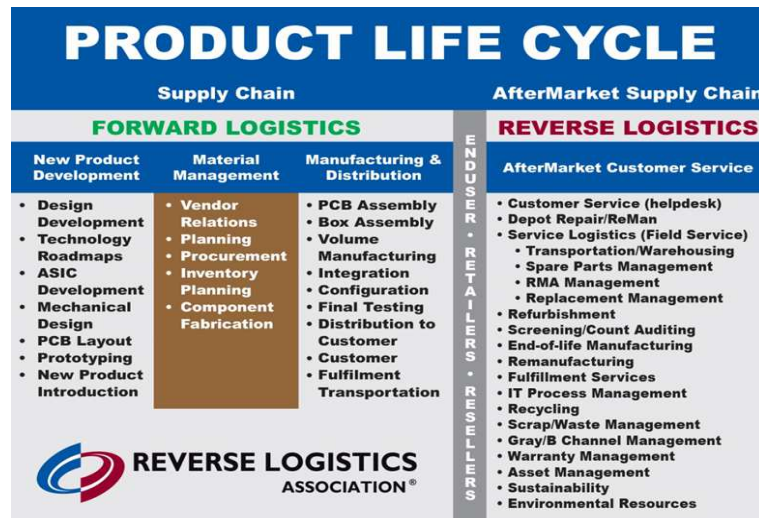 PRODUCT LIFE CYCLE
Supply Chain
AfterMarket Supply Chain
FORWARD LOGISTICS
REVERSE LOGISTICS
New Product
Development
Material
Management
Manufacturing &
Distribution
AfterMarket Customer Service
• Design
Development
• Technology
Roadmaps
• ASIC
Development
• Mechanical
Design
• PCB Layout
• Prototyping
• New Product
Introduction
• Vendor
Relations
• Planning
• Procurement
• Inventory
Planning
• Component
Fabrication
• PCB Assembly
• Box Assembly
• Volume
Manufacturing
• Integration
• Configuration
• Final Testing
• Distribution to
Customer
• Customer
• Fulfilment
Transportation
ENDUSER • RETAILERS • RESELLERS
• Customer Service (helpdesk)
• Depot Repair/ReMan
• Service Logistics (Field Service)
• Transportation/Warehousing
• Spare Parts Management
• RMA Management
• Replacement Management
• Refurbishment
• Screening/Count Auditing
• End-of-life Manufacturing
• Remanufacturing
• Fulfillment Services
• IT Process Management
• Recycling
• Scrap/Waste Management
• Gray/B Channel Management
• Warranty Management
• Asset Management
• Sustainability
• Environmental Resources
REVERSE LOGISTICS
ASSOCIATION®